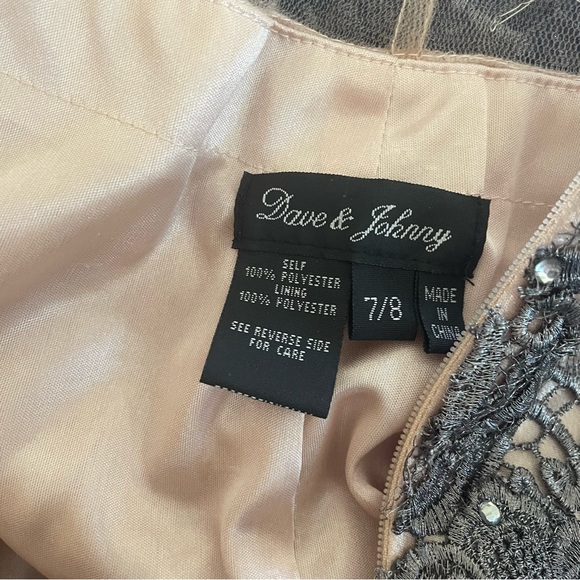 Dave & Johnny
SELF
100% POLYESTER
LINING
100% POLYESTER
SEE REVERSE SIDE
FOR CARE
7/8
MADE
IN
CHINA